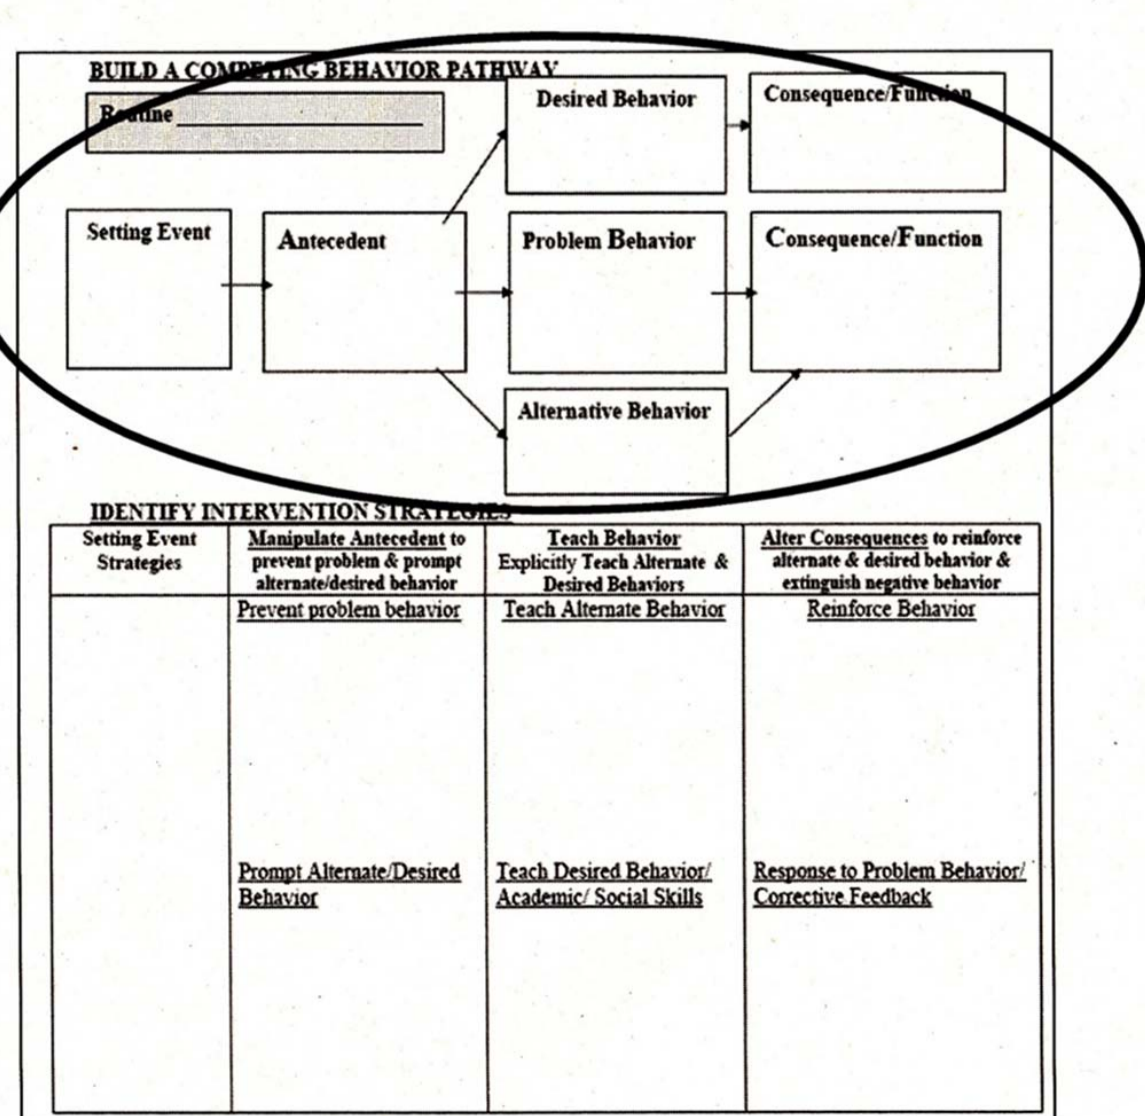 BUILD A COMPETING BEHAVIOR PATHWAY
Routine
Desired Behavior
Consequence/Function
Setting Event
Antecedent
Problem Behavior
Consequence/Function
Alternative Behavior
IDENTIFY INTERVENTION STRATEGIES
Setting Event
Strategies
Manipulate Antecedent to
prevent problem & prompt
alternate/desired behavior
Teach Behavior
Explicitly Teach Alternate &
Desired Behaviors
Alter Consequences to reinforce
alternate & desired behavior &
extinguish negative behavior
Prevent problem behavior
Teach Alternate Behavior
Reinforce Behavior
Prompt Alternate/Desired
Behavior
Teach Desired Behavior/
Academic/ Social Skills
Response to Problem Behavior/
Corrective Feedback